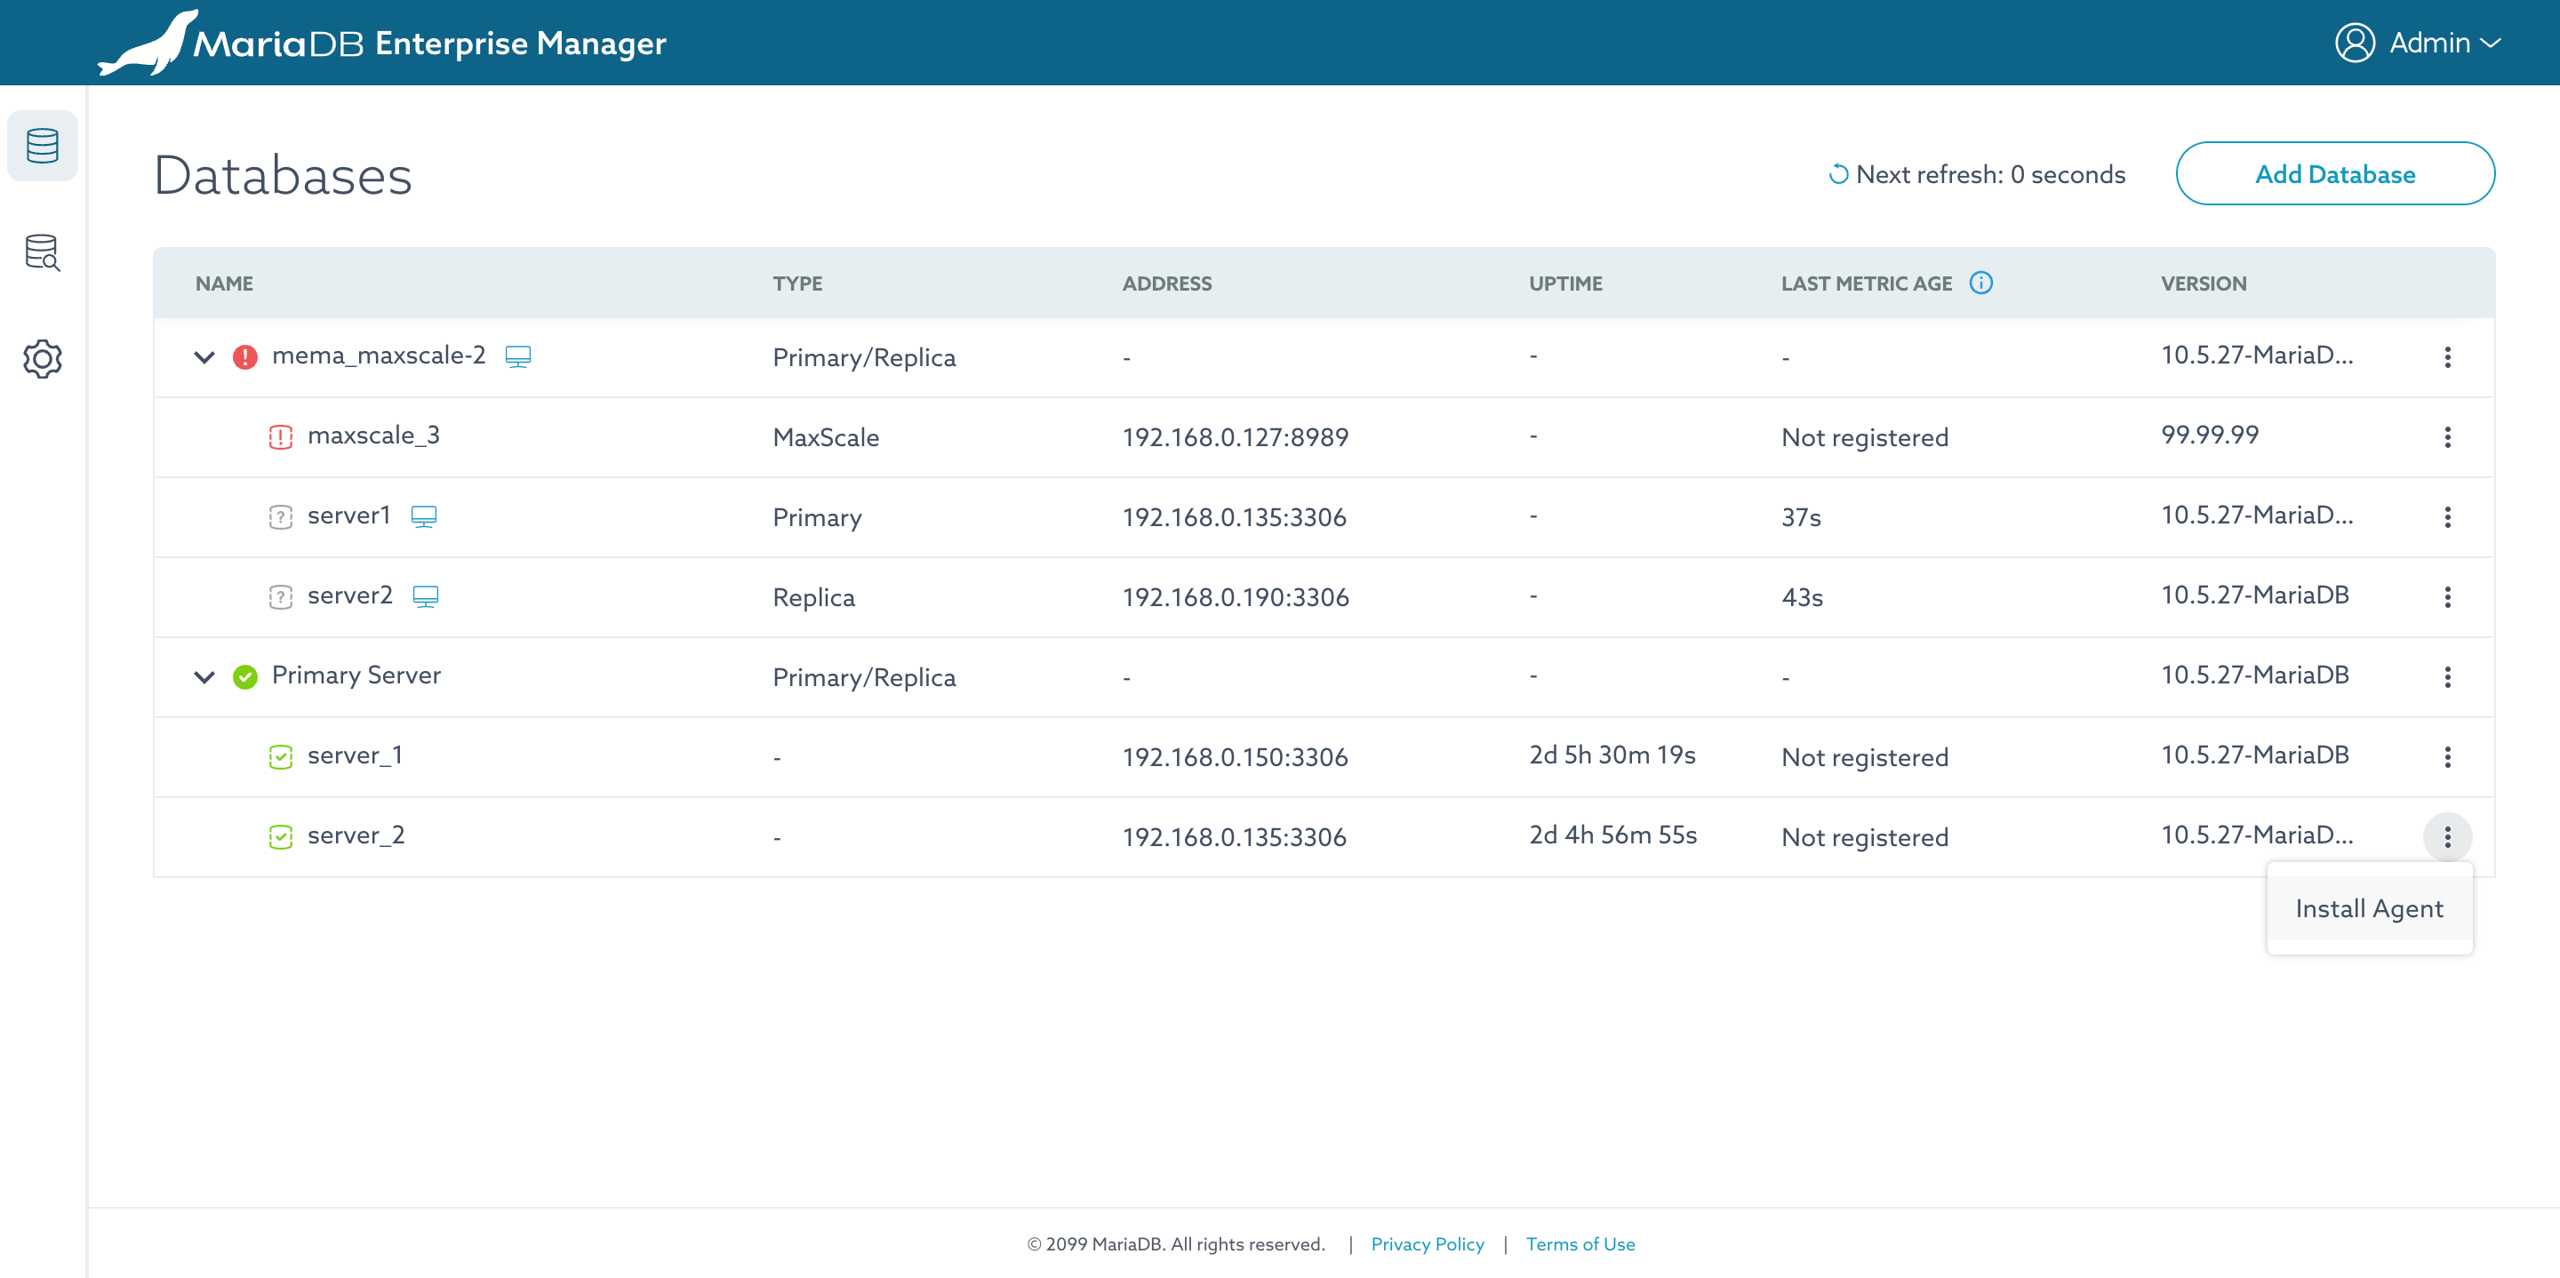 MariaDB Enterprise Manager
Admin
Databases
Next refresh: 0 seconds
Add Database
NAME TYPE ADDRESS UPTIME LAST METRIC AGE VERSION
mema_maxscale-2 Primary/Replica - - - 10.5.27-MariaD...
maxscale_3 MaxScale 192.168.0.127:8989 - Not registered 99.99.99
server1 Primary 192.168.0.135:3306 - 37s 10.5.27-MariaD...
server2 Replica 192.168.0.190:3306 - 43s 10.5.27-MariaDB
Primary Server Primary/Replica - - - 10.5.27-MariaDB
server_1 - 192.168.0.150:3306 2d 5h 30m 19s Not registered 10.5.27-MariaDB
server_2 - 192.168.0.135:3306 2d 4h 56m 55s Not registered 10.5.27-MariaD...
Install Agent
© 2099 MariaDB. All rights reserved. | Privacy Policy | Terms of Use